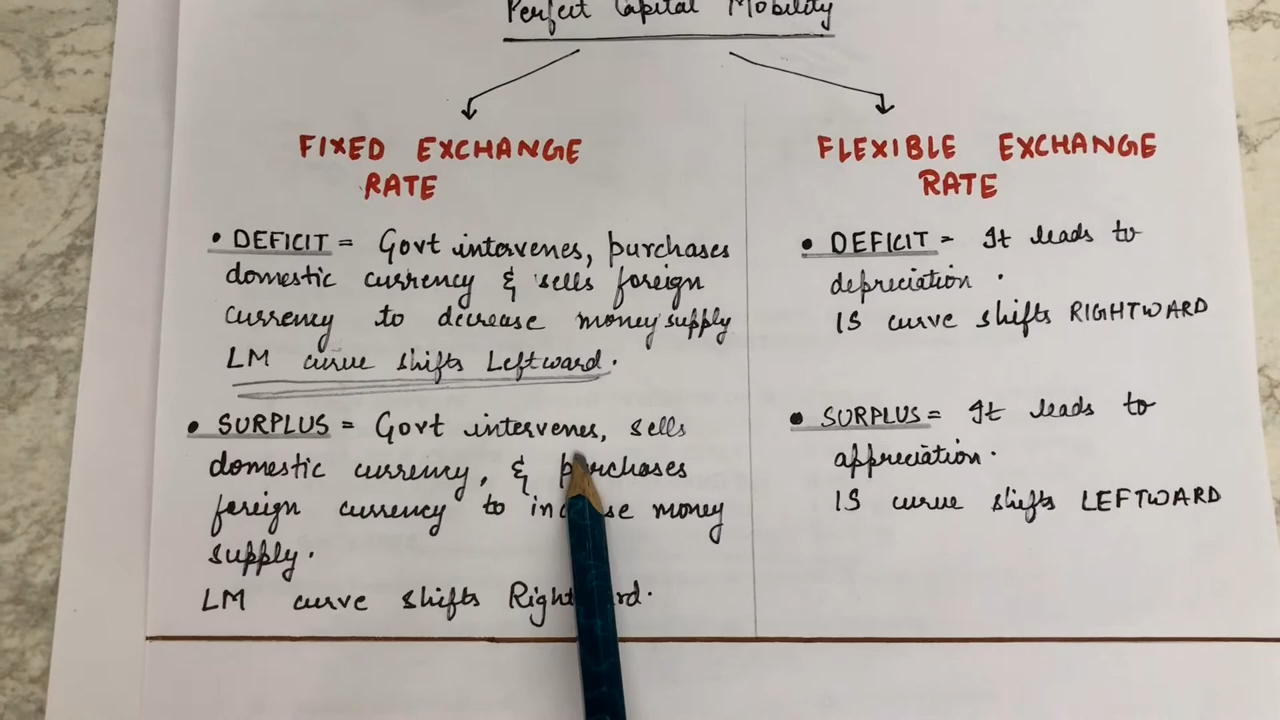 Perfect Capital Mobility
FIXED EXCHANGE
RATE
• DEFICIT = Govt intervenes, purchases
domestic currency & sells foreign
currency to decrease money supply
LM curve shifts Leftward.
• SURPLUS = Govt intervenes, sells
domestic currency, & purchases
foreign currency to increase money
supply.
LM curve shifts Rightward.
FLEXIBLE EXCHANGE
RATE
• DEFICIT = It leads to
depreciation.
IS curve shifts RIGHTWARD
• SURPLUS = It leads to
appreciation.
IS curve shifts LEFTWARD